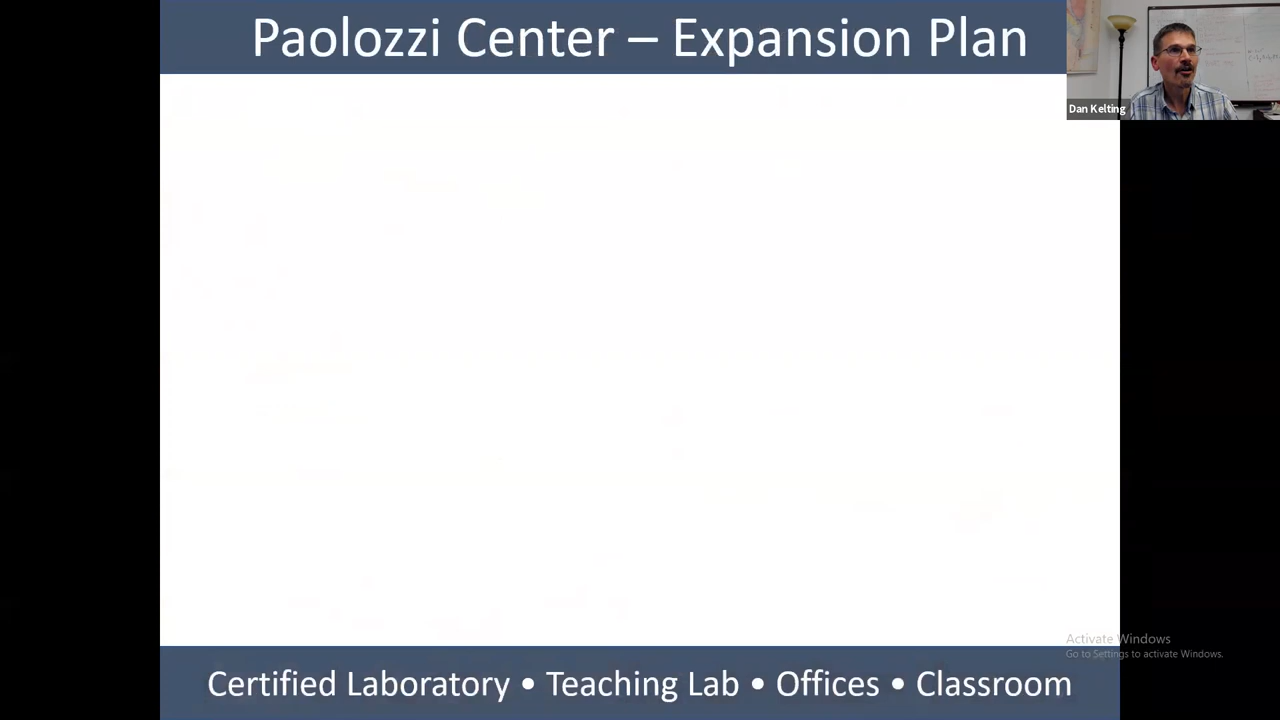 Paolozzi Center – Expansion Plan
Dan Kelting
Activate Windows
Go to Settings to activate Windows.
Certified Laboratory • Teaching Lab • Offices • Classroom